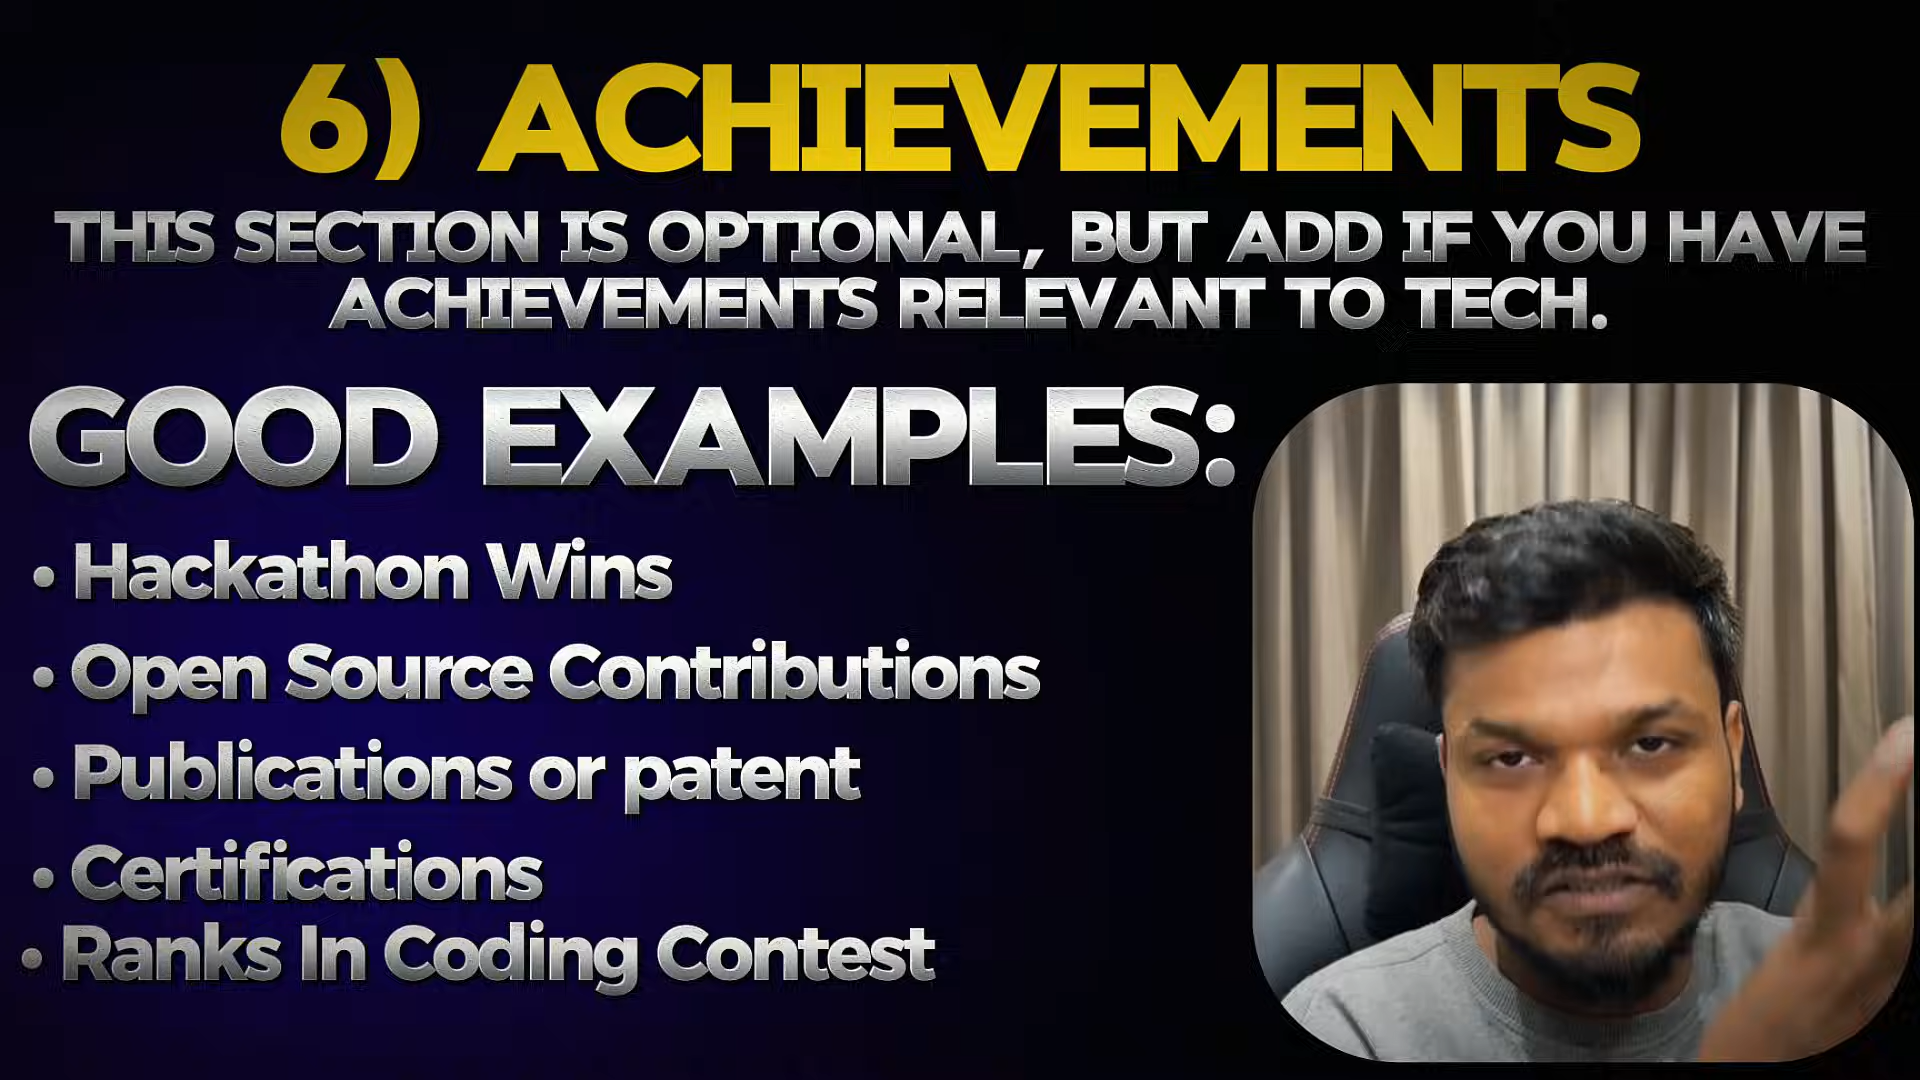 6) ACHIEVEMENTS
THIS SECTION IS OPTIONAL, BUT ADD IF YOU HAVE
ACHIEVEMENTS RELEVANT TO TECH.
GOOD EXAMPLES:
• Hackathon Wins
• Open Source Contributions
• Publications or patent
• Certifications
• Ranks In Coding Contest